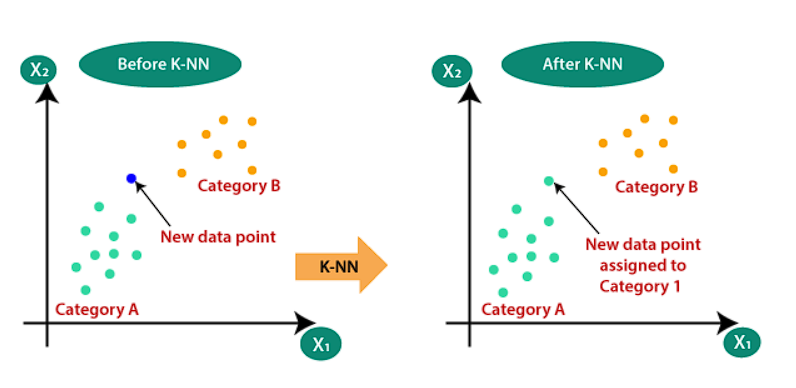 Before K-NN
X₂
Category B
New data point
Category A
X₁
K-NN
After K-NN
X₂
Category B
New data point
assigned to
Category 1
Category A
X₁